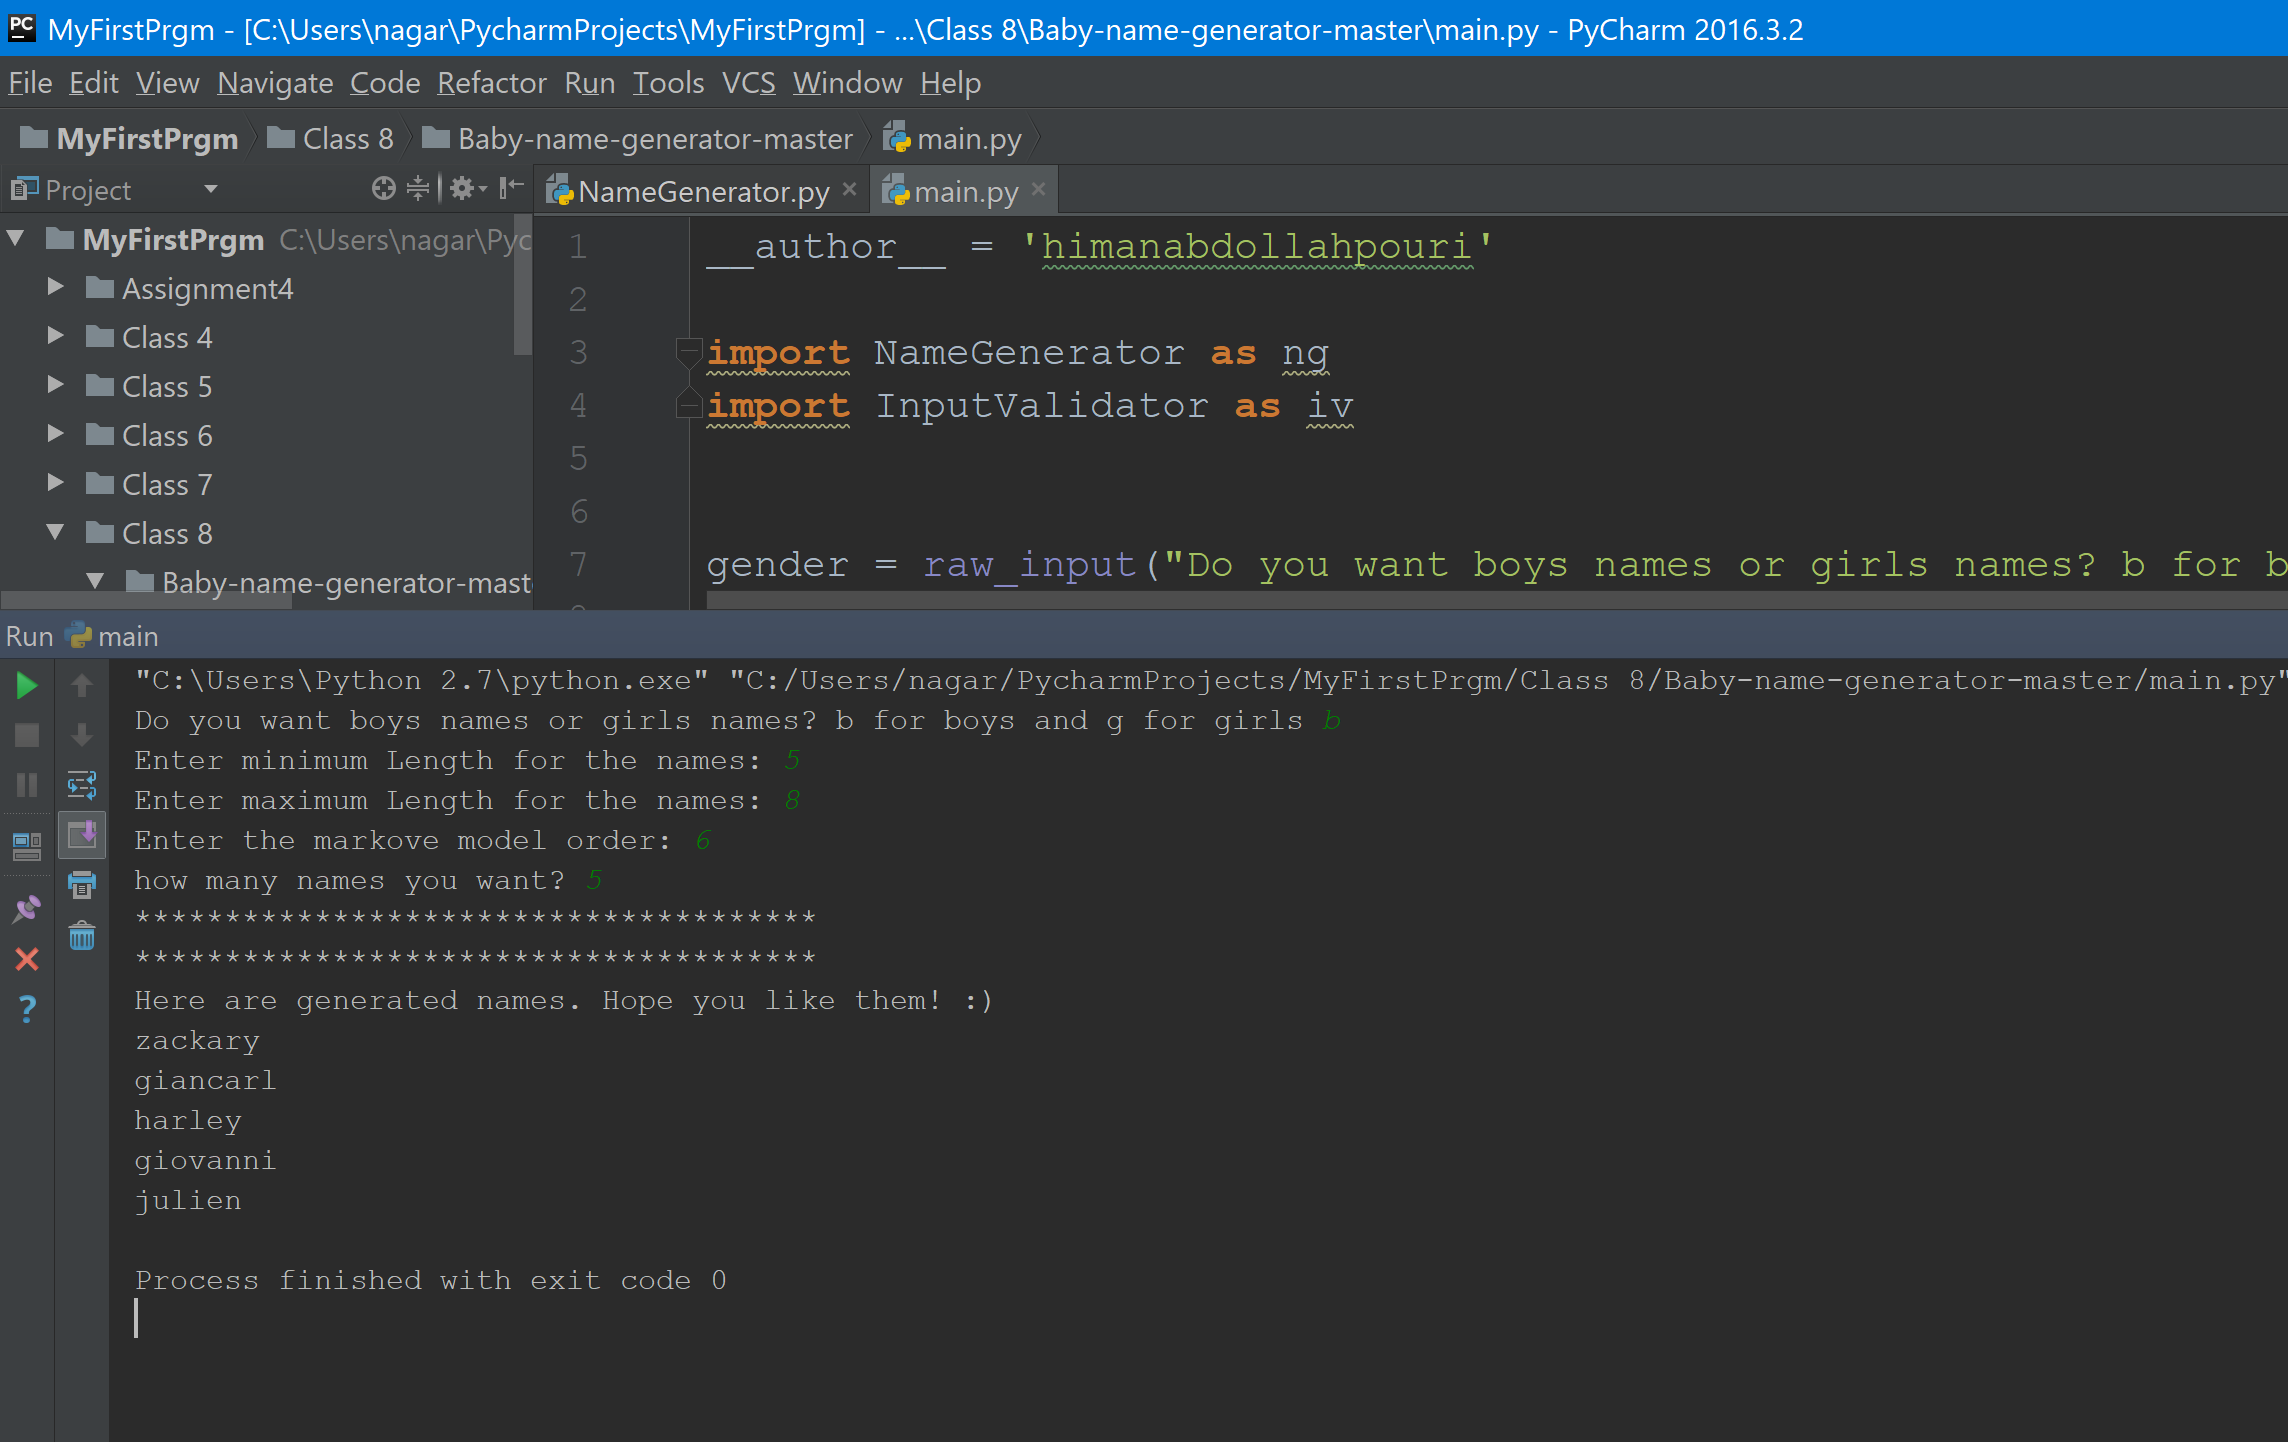 MyFirstPrgm - [C:\Users\nagar\PycharmProjects\MyFirstPrgm] - ...\Class 8\Baby-name-generator-master\main.py - PyCharm 2016.3.2
File Edit View Navigate Code Refactor Run Tools VCS Window Help
MyFirstPrgm Class 8 Baby-name-generator-master main.py
Project NameGenerator.py main.py
MyFirstPrgm C:\Users\nagar\Pyc
Assignment4
Class 4
Class 5
Class 6
Class 7
Class 8
Baby-name-generator-mast
1 __author__ = 'himanabdollahpouri'
2
3 import NameGenerator as ng
4 import InputValidator as iv
5
6
7 gender = raw_input("Do you want boys names or girls names? b for b
Run main
"C:\Users\Python 2.7\python.exe" "C:/Users/nagar/PycharmProjects/MyFirstPrgm/Class 8/Baby-name-generator-master/main.py"
Do you want boys names or girls names? b for boys and g for girls b
Enter minimum Length for the names: 5
Enter maximum Length for the names: 8
Enter the markove model order: 6
how many names you want? 5
**************************************
**************************************
Here are generated names. Hope you like them! :)
zackary
giancarl
harley
giovanni
julien
Process finished with exit code 0